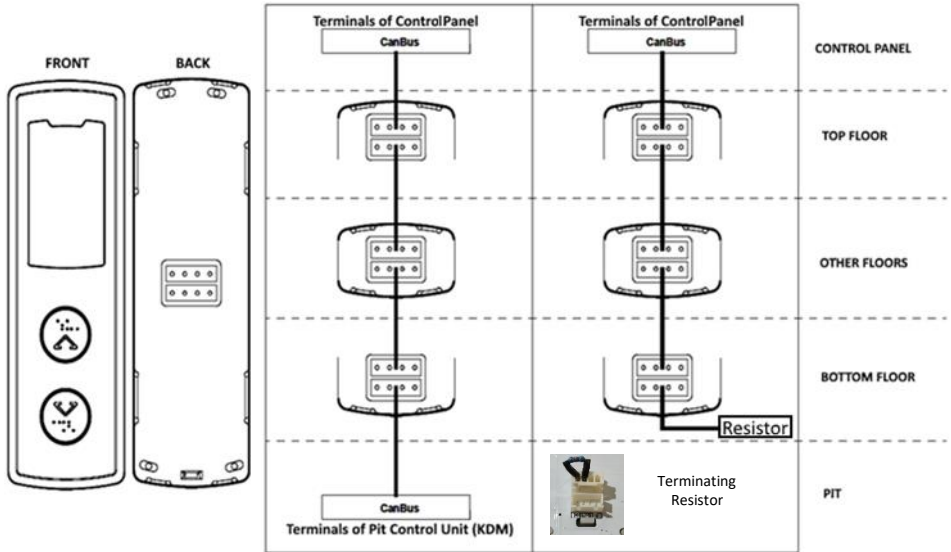 FRONT
BACK
Terminals of ControlPanel
CanBus
Terminals of ControlPanel
CanBus
CONTROL PANEL
TOP FLOOR
OTHER FLOORS
BOTTOM FLOOR
Resistor
Terminating
Resistor
PIT
CanBus
Terminals of Pit Control Unit (KDM)